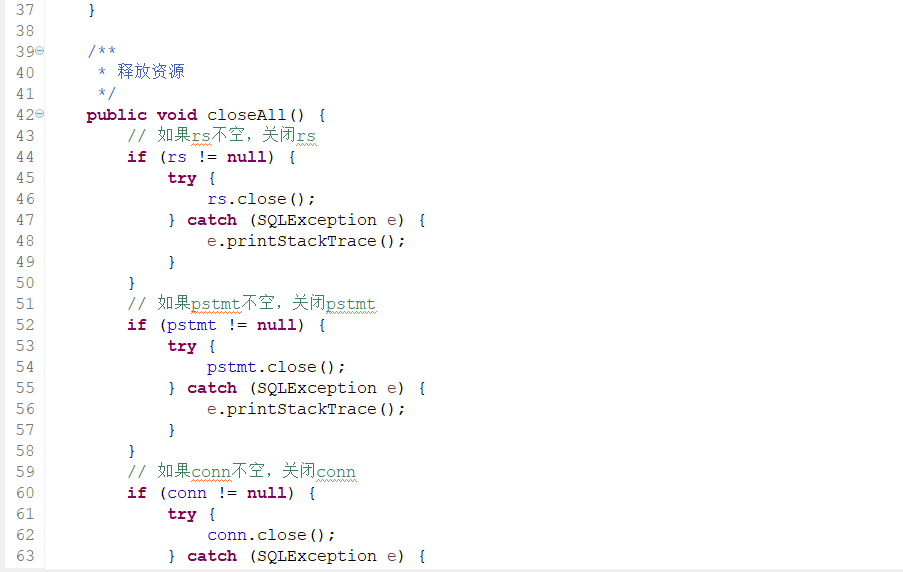 37 }
38
39 /**
40 * 释放资源
41 */
42 public void closeAll() {
43 // 如果rs不空，关闭rs
44 if (rs != null) {
45 try {
46 rs.close();
47 } catch (SQLException e) {
48 e.printStackTrace();
49 }
50 }
51 // 如果pstmt不空，关闭pstmt
52 if (pstmt != null) {
53 try {
54 pstmt.close();
55 } catch (SQLException e) {
56 e.printStackTrace();
57 }
58 }
59 // 如果conn不空，关闭conn
60 if (conn != null) {
61 try {
62 conn.close();
63 } catch (SQLException e) {